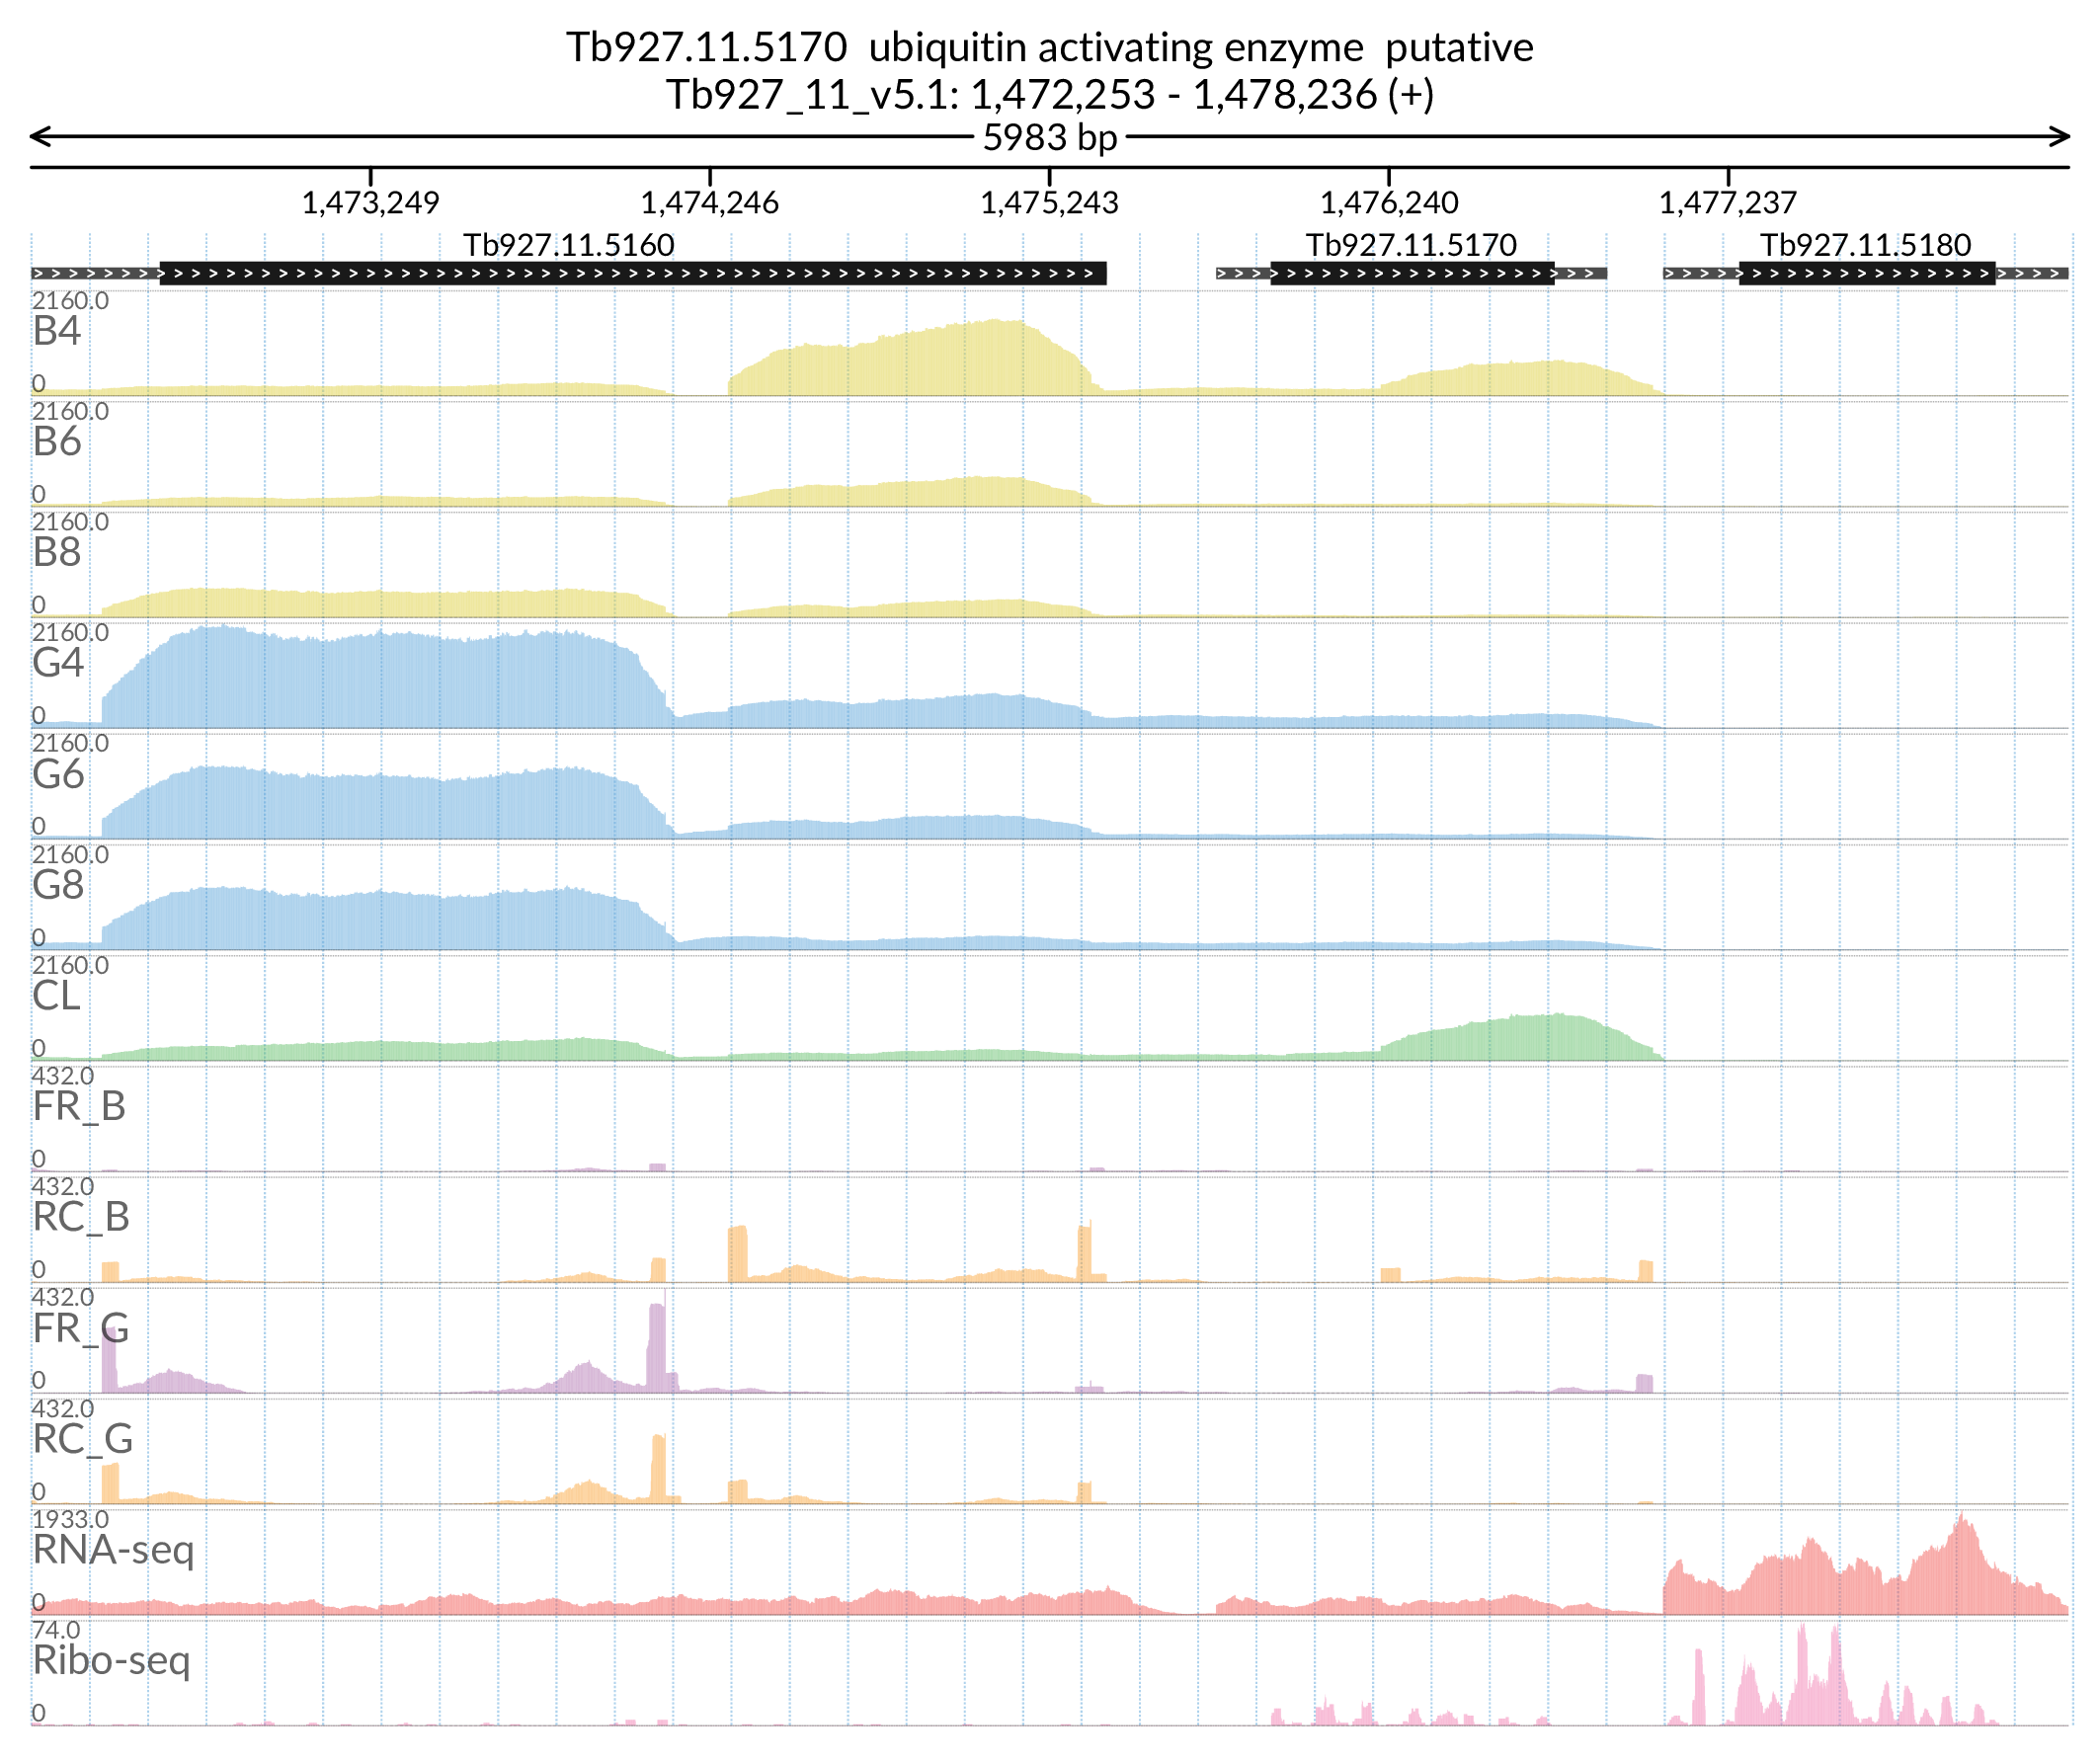 Tb927.11.5170 ubiquitin activating enzyme putative
Tb927_11_v5.1: 1,472,253 - 1,478,236 (+)
5983 bp
1,473,249 1,474,246 1,475,243 1,476,240 1,477,237
Tb927.11.5160 Tb927.11.5170 Tb927.11.5180
2160.0
B4
0
2160.0
B6
0
2160.0
B8
0
2160.0
G4
0
2160.0
G6
0
2160.0
G8
0
2160.0
CL
0
432.0
FR_B
0
432.0
RC_B
0
432.0
FR_G
0
432.0
RC_G
0
1933.0
RNA-seq
0
74.0
Ribo-seq
0